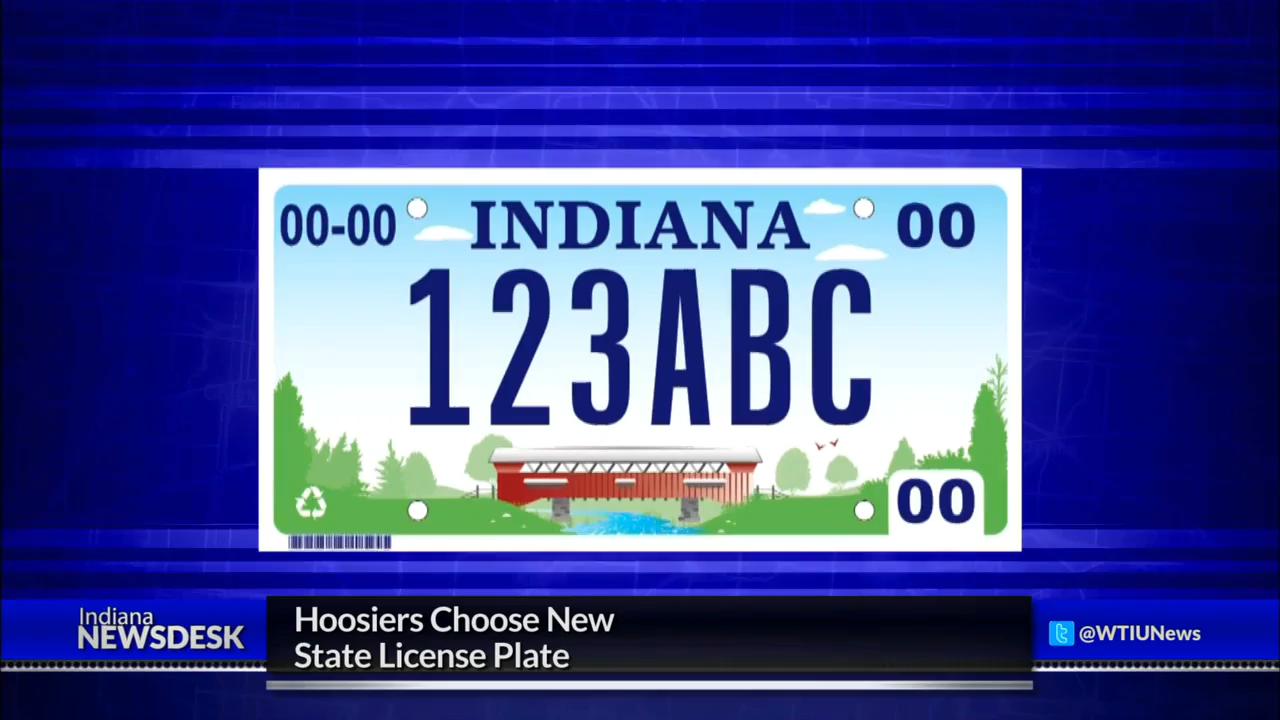 00-00 INDIANA 00
123ABC
00
Indiana
NEWSDESK
Hoosiers Choose New
State License Plate
@WTIUNews